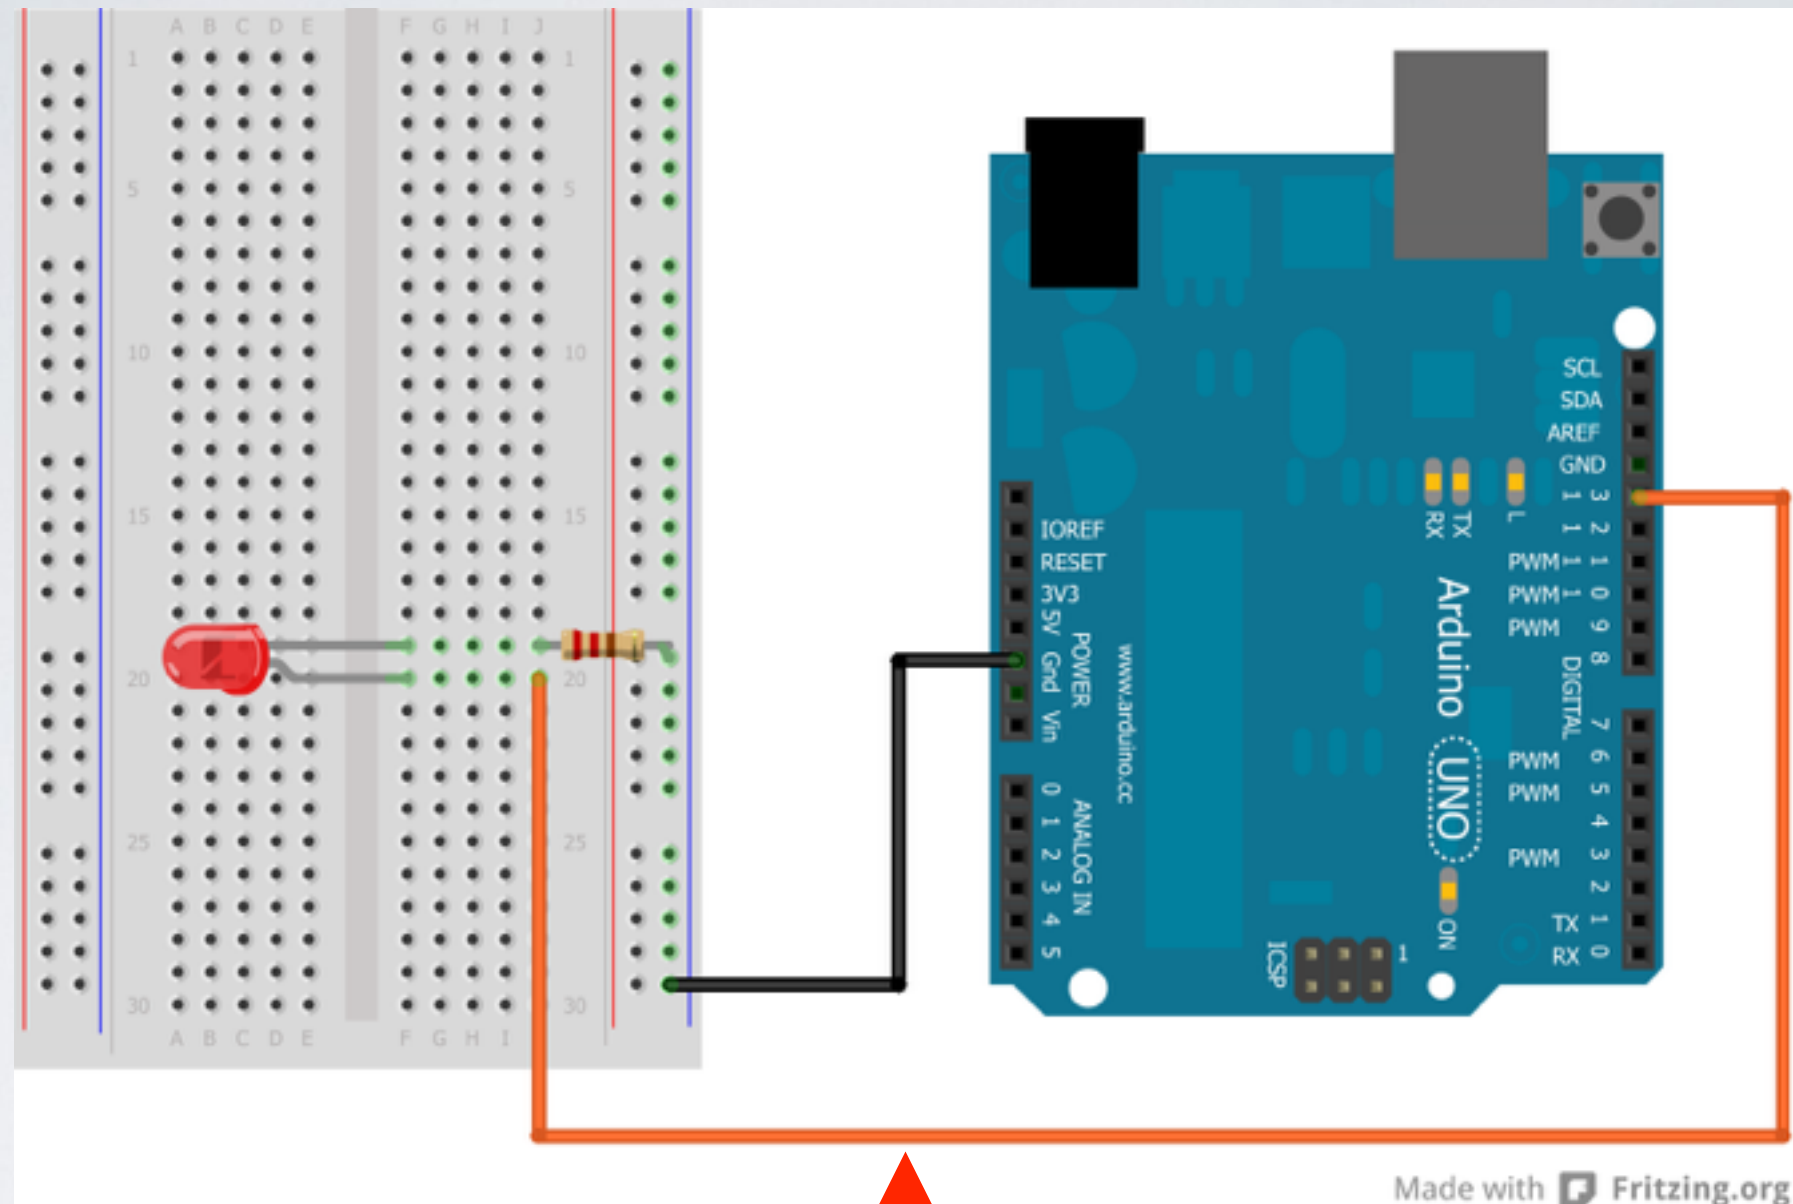 A B C D E F G H I J
1 1
5 5
10 10
15 15
20 20
25 25
30 30
A B C D E F G H I
SCL
SDA
AREF
GND
13
12
PWM 11
PWM 10
PWM 9
8
DIGITAL
7
PWM 6
PWM 5
4
PWM 3
2
TX 1
RX 0
RX
TX
L
Arduino
UNO
ON
IOREF
RESET
3V3
5V
Gnd
Vin
POWER
www.arduino.cc
0
1
2
3
4
5
ANALOG IN
ICSP
1
Made with Fritzing.org